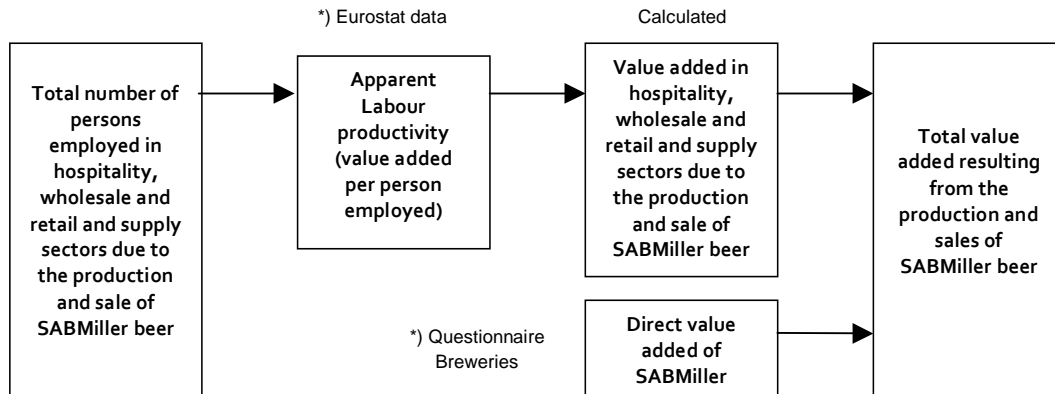 *) Eurostat data
Calculated
Total number of
persons
employed in
hospitality,
wholesale and
retail and supply
sectors due to
the production
and sale of
SABMiller beer
Apparent
Labour
productivity
(value added
per person
employed)
Value added in
hospitality,
wholesale and
retail and supply
sectors due to
the production
and sale of
SABMiller beer
Total value
added resulting
from the
production and
sales of
SABMiller beer
*) Questionnaire
Breweries
Direct value
added of
SABMiller